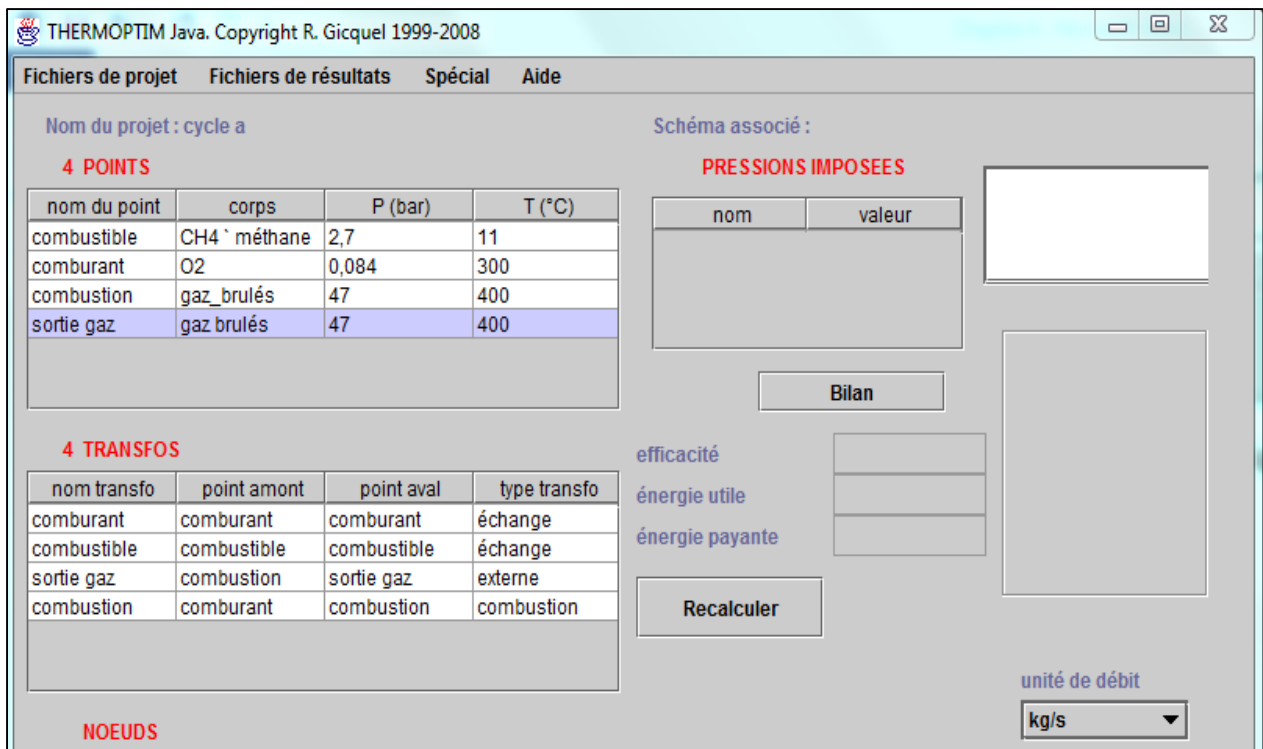 THERMOPTIM Java. Copyright R. Gicquel 1999-2008
Fichiers de projet Fichiers de résultats Spécial Aide
Nom du projet : cycle a
Schéma associé :
4 POINTS
PRESSIONS IMPOSEES
nom du point corps P (bar) T (°C)
combustible CH4 ` méthane 2,7 11
comburant O2 0,084 300
combustion gaz_brulés 47 400
sortie gaz gaz brulés 47 400
nom valeur
Bilan
4 TRANSFOS
nom transfo point amont point aval type transfo
comburant comburant comburant échange
combustible combustible combustible échange
sortie gaz combustion sortie gaz externe
combustion comburant combustion combustion
efficacité
énergie utile
énergie payante
Recalculer
unité de débit
kg/s
NOEUDS